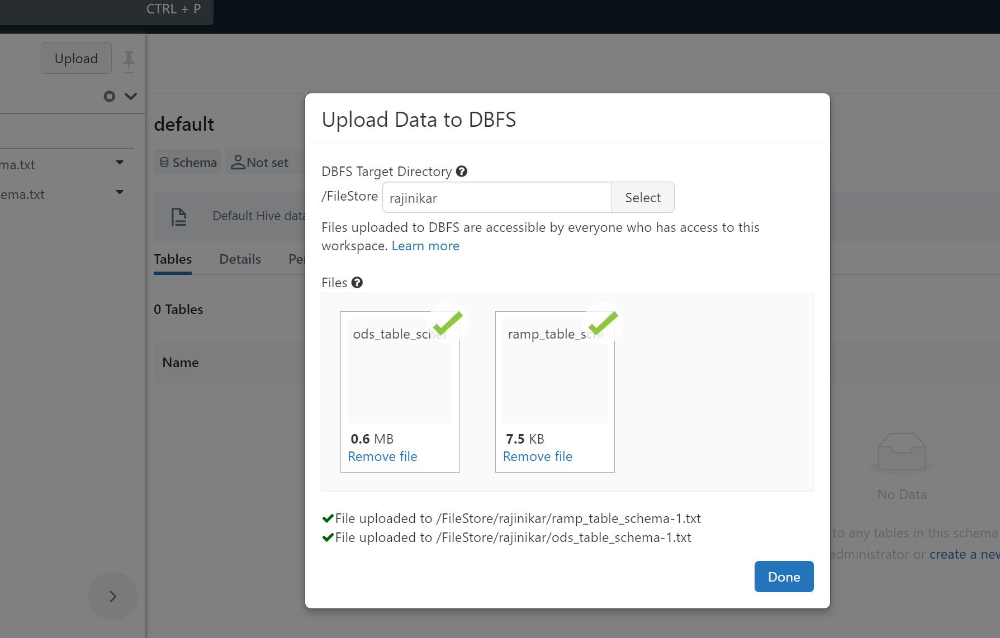 CTRL + P
Upload
ma.txt
ema.txt
default
Schema
Not set
Default Hive data
Tables
Details
Per
0 Tables
Name
Upload Data to DBFS
DBFS Target Directory
/FileStore
rajinikar
Select
Files uploaded to DBFS are accessible by everyone who has access to this
workspace. Learn more
Files
ods_table_scher
ramp_table_sch
0.6 MB
7.5 KB
Remove file
Remove file
File uploaded to /FileStore/rajinikar/ramp_table_schema-1.txt
File uploaded to /FileStore/rajinikar/ods_table_schema-1.txt
Done
No Data
to any tables in this schema
administrator or create a new